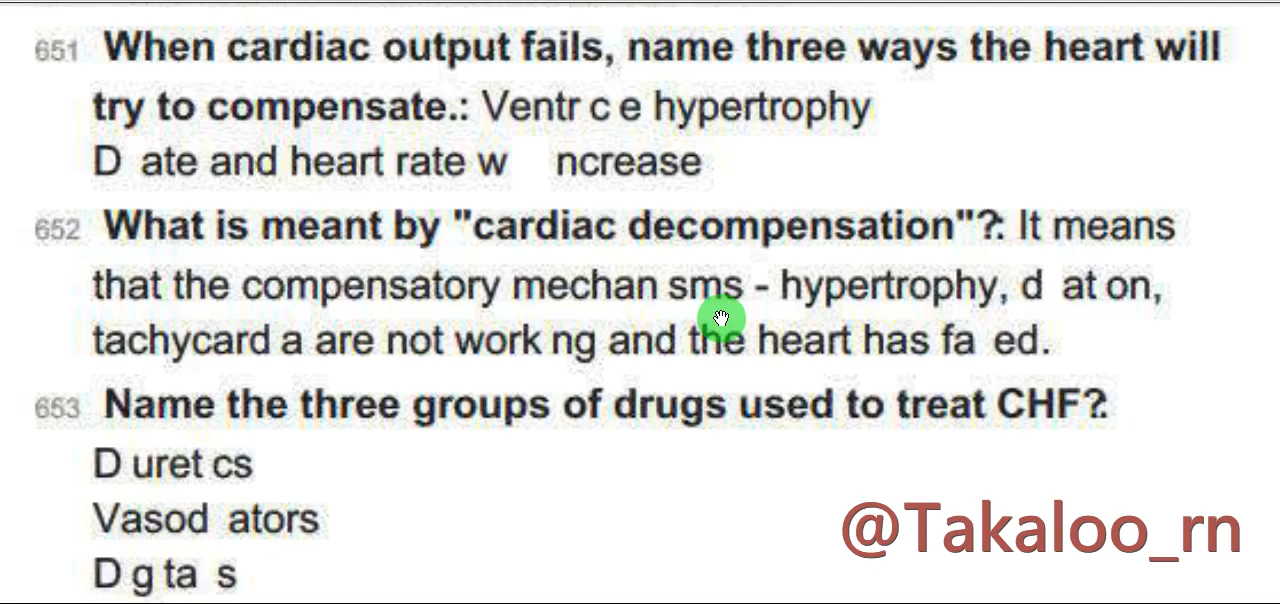 651 When cardiac output fails, name three ways the heart will
try to compensate.: Ventr c e hypertrophy
D ate and heart rate w ncrease
652 What is meant by "cardiac decompensation"?: It means
that the compensatory mechan sms - hypertrophy, d at on,
tachycard a are not work ng and the heart has fa ed.
653 Name the three groups of drugs used to treat CHF?:
D uret cs
Vasod ators
D g ta s
@Takaloo_rn